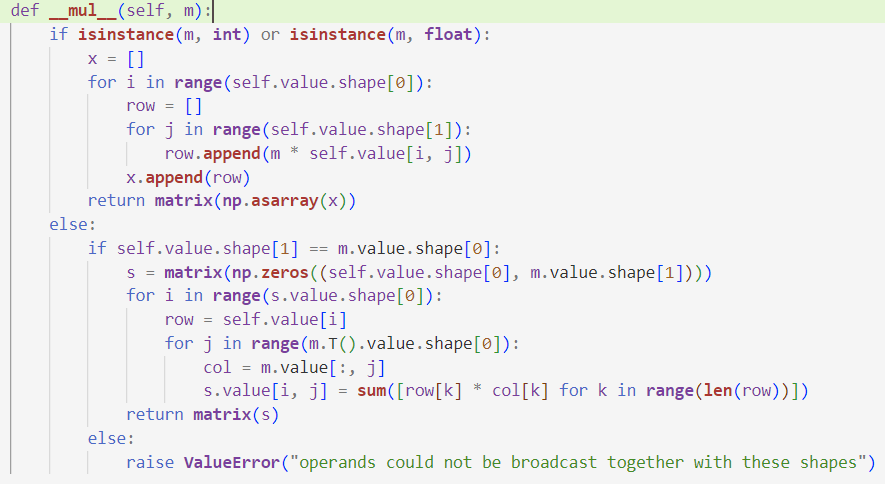 def __mul__(self, m):
    if isinstance(m, int) or isinstance(m, float):
        x = []
        for i in range(self.value.shape[0]):
            row = []
            for j in range(self.value.shape[1]):
                row.append(m * self.value[i, j])
            x.append(row)
        return matrix(np.asarray(x))
    else:
        if self.value.shape[1] == m.value.shape[0]:
            s = matrix(np.zeros((self.value.shape[0], m.value.shape[1])))
            for i in range(s.value.shape[0]):
                row = self.value[i]
                for j in range(m.T().value.shape[0]):
                    col = m.value[:, j]
                    s.value[i, j] = sum([row[k] * col[k] for k in range(len(row))])
            return matrix(s)
        else:
            raise ValueError("operands could not be broadcast together with these shapes")